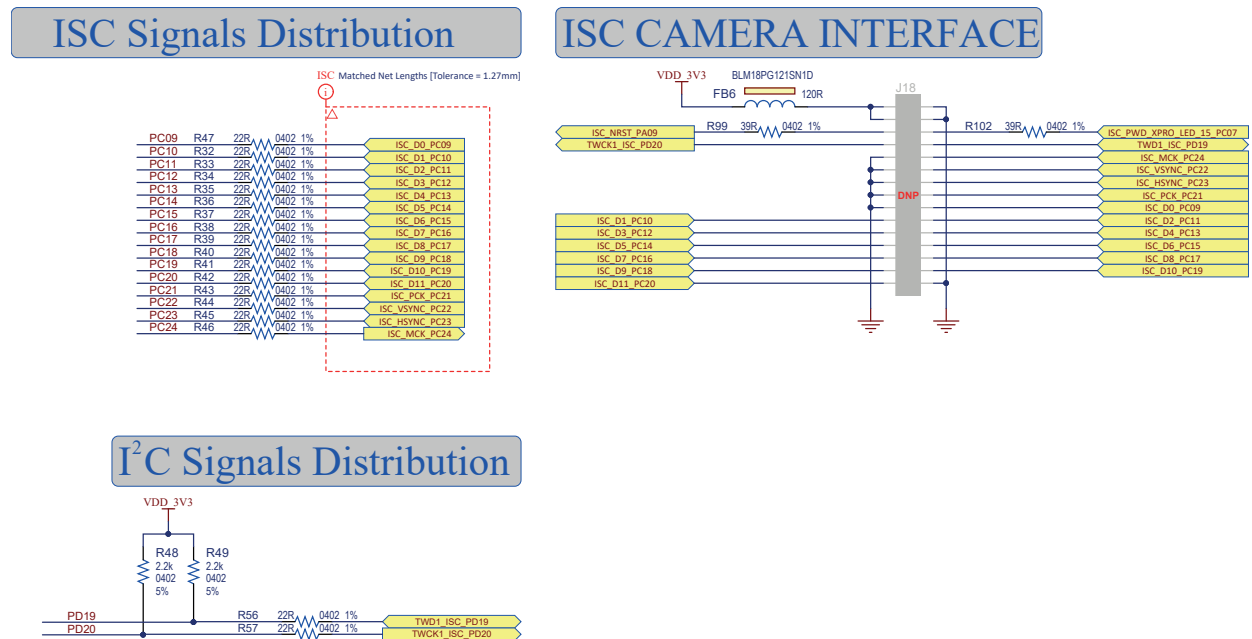 ISC Signals Distribution
ISC Matched Net Lengths [Tolerance = 1.27mm]
i
PC09 R47 22R 0402 1% ISC_D0_PC09
PC10 R32 22R 0402 1% ISC_D1_PC10
PC11 R33 22R 0402 1% ISC_D2_PC11
PC12 R34 22R 0402 1% ISC_D3_PC12
PC13 R35 22R 0402 1% ISC_D4_PC13
PC14 R36 22R 0402 1% ISC_D5_PC14
PC15 R37 22R 0402 1% ISC_D6_PC15
PC16 R38 22R 0402 1% ISC_D7_PC16
PC17 R39 22R 0402 1% ISC_D8_PC17
PC18 R40 22R 0402 1% ISC_D9_PC18
PC19 R41 22R 0402 1% ISC_D10_PC19
PC20 R42 22R 0402 1% ISC_D11_PC20
PC21 R43 22R 0402 1% ISC_PCK_PC21
PC22 R44 22R 0402 1% ISC_VSYNC_PC22
PC23 R45 22R 0402 1% ISC_HSYNC_PC23
PC24 R46 22R 0402 1% ISC_MCK_PC24
ISC CAMERA INTERFACE
VDD_3V3 BLM18PG121SN1D
FB6 120R
J18
ISC_NRST_PA09 R99 39R 0402 1% R102 39R 0402 1% ISC_PWD_XPRO_LED_15_PC07
TWCK1_ISC_PD20 TWD1_ISC_PD19
ISC_MCK_PC24
ISC_VSYNC_PC22
ISC_HSYNC_PC23
DNP ISC_PCK_PC21
ISC_D0_PC09
ISC_D1_PC10 ISC_D2_PC11
ISC_D3_PC12 ISC_D4_PC13
ISC_D5_PC14 ISC_D6_PC15
ISC_D7_PC16 ISC_D8_PC17
ISC_D9_PC18 ISC_D10_PC19
ISC_D11_PC20
I²C Signals Distribution
VDD_3V3
R48 R49
2.2k 2.2k
0402 0402
5% 5%
PD19 R56 22R 0402 1% TWD1_ISC_PD19
PD20 R57 22R 0402 1% TWCK1_ISC_PD20